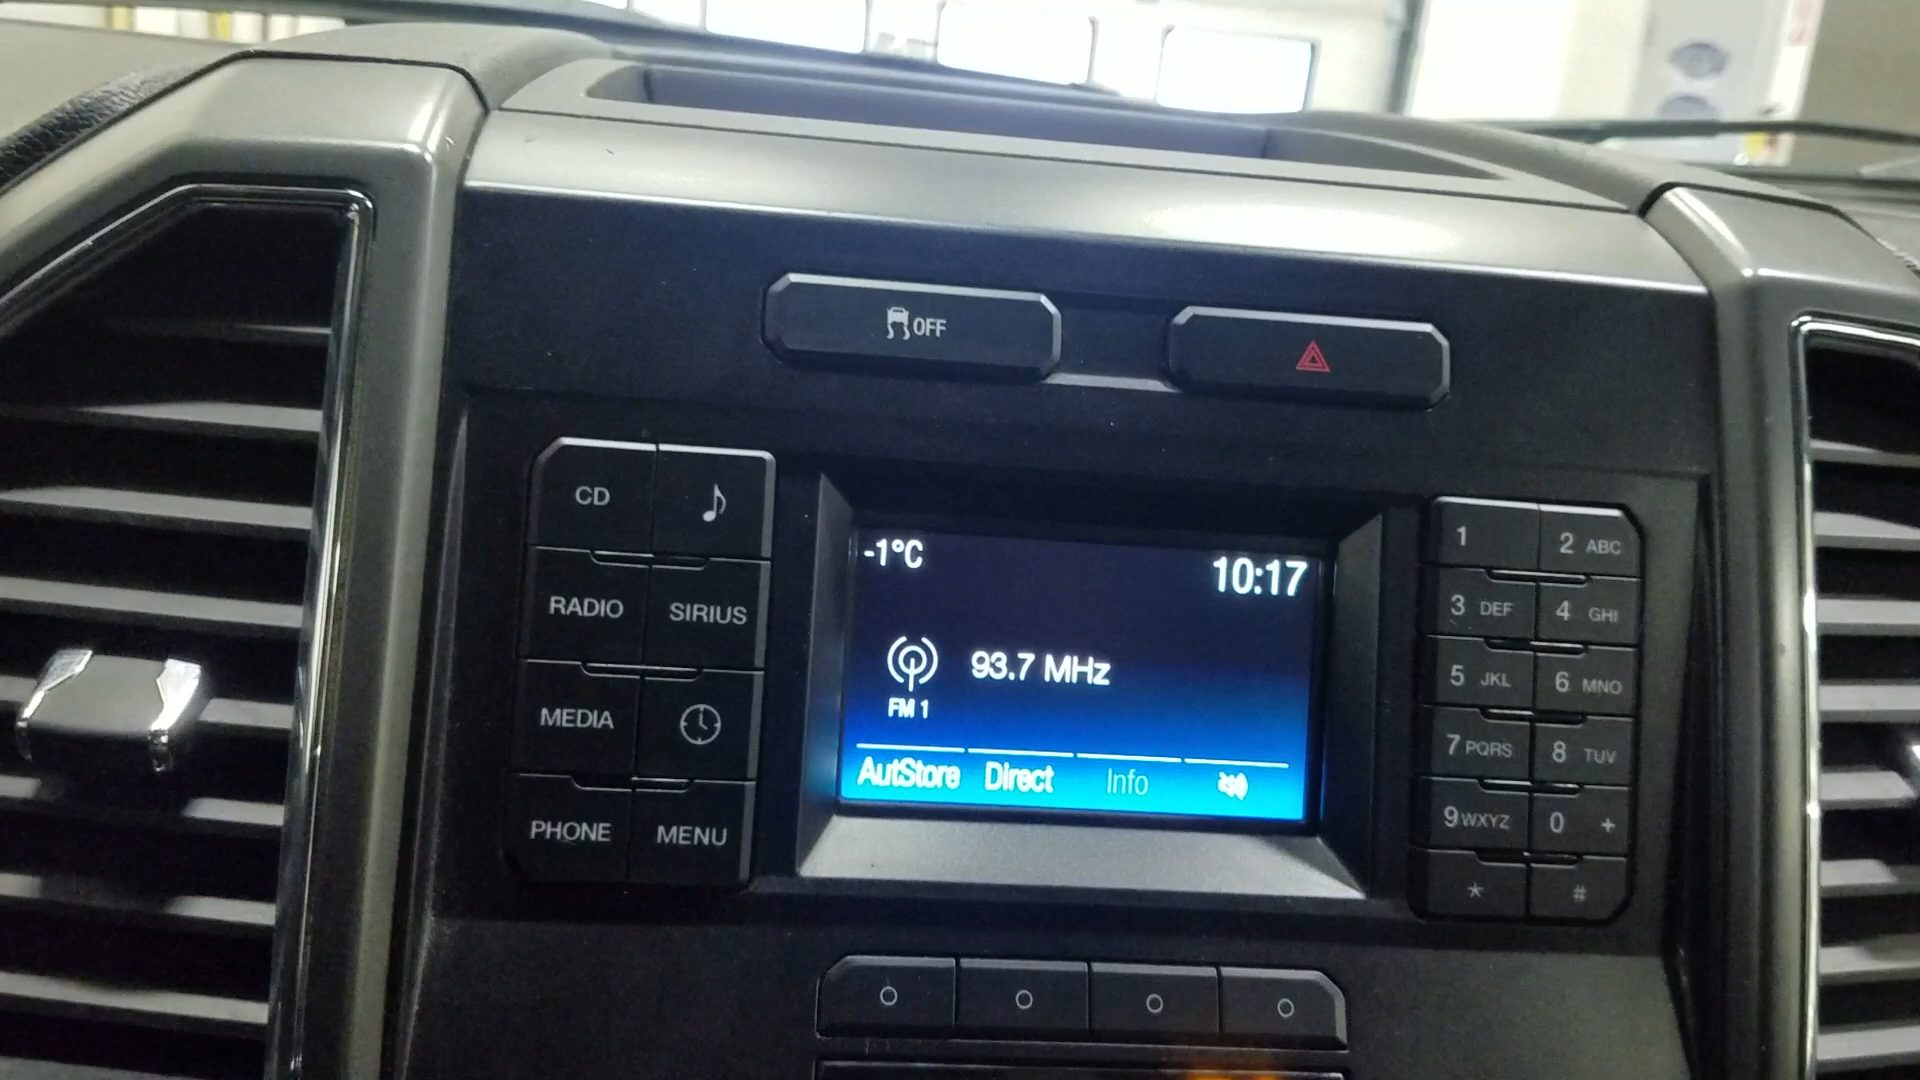 OFF
CD
RADIO SIRIUS
MEDIA
PHONE MENU
-1°C 10:17
93.7 MHz
FM 1
AutStore Direct Info
1 2 ABC
3 DEF 4 GHI
5 JKL 6 MNO
7 PQRS 8 TUV
9 WXYZ 0 +
* #